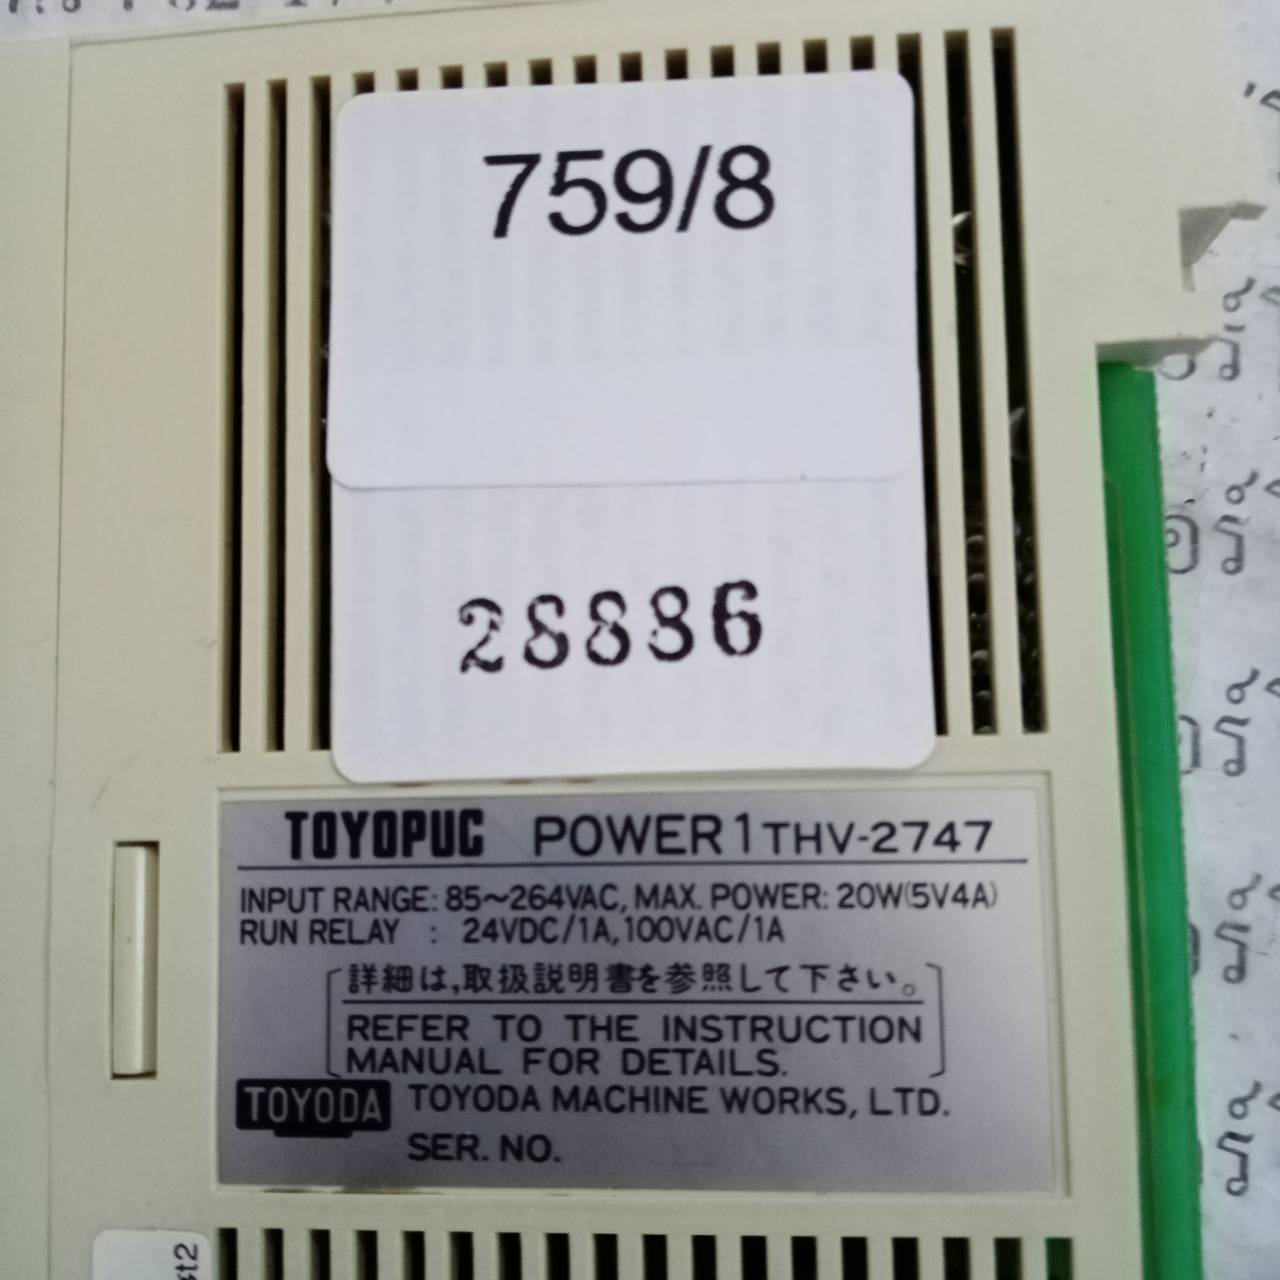 759/8
28886
TOYOPUC POWER 1 THV-2747
INPUT RANGE: 85～264VAC, MAX. POWER: 20W(5V4A)
RUN RELAY : 24VDC/1A, 100VAC/1A
詳細は,取扱説明書を参照して下さい。
REFER TO THE INSTRUCTION
MANUAL FOR DETAILS.
TOYODA TOYODA MACHINE WORKS, LTD.
SER. NO.